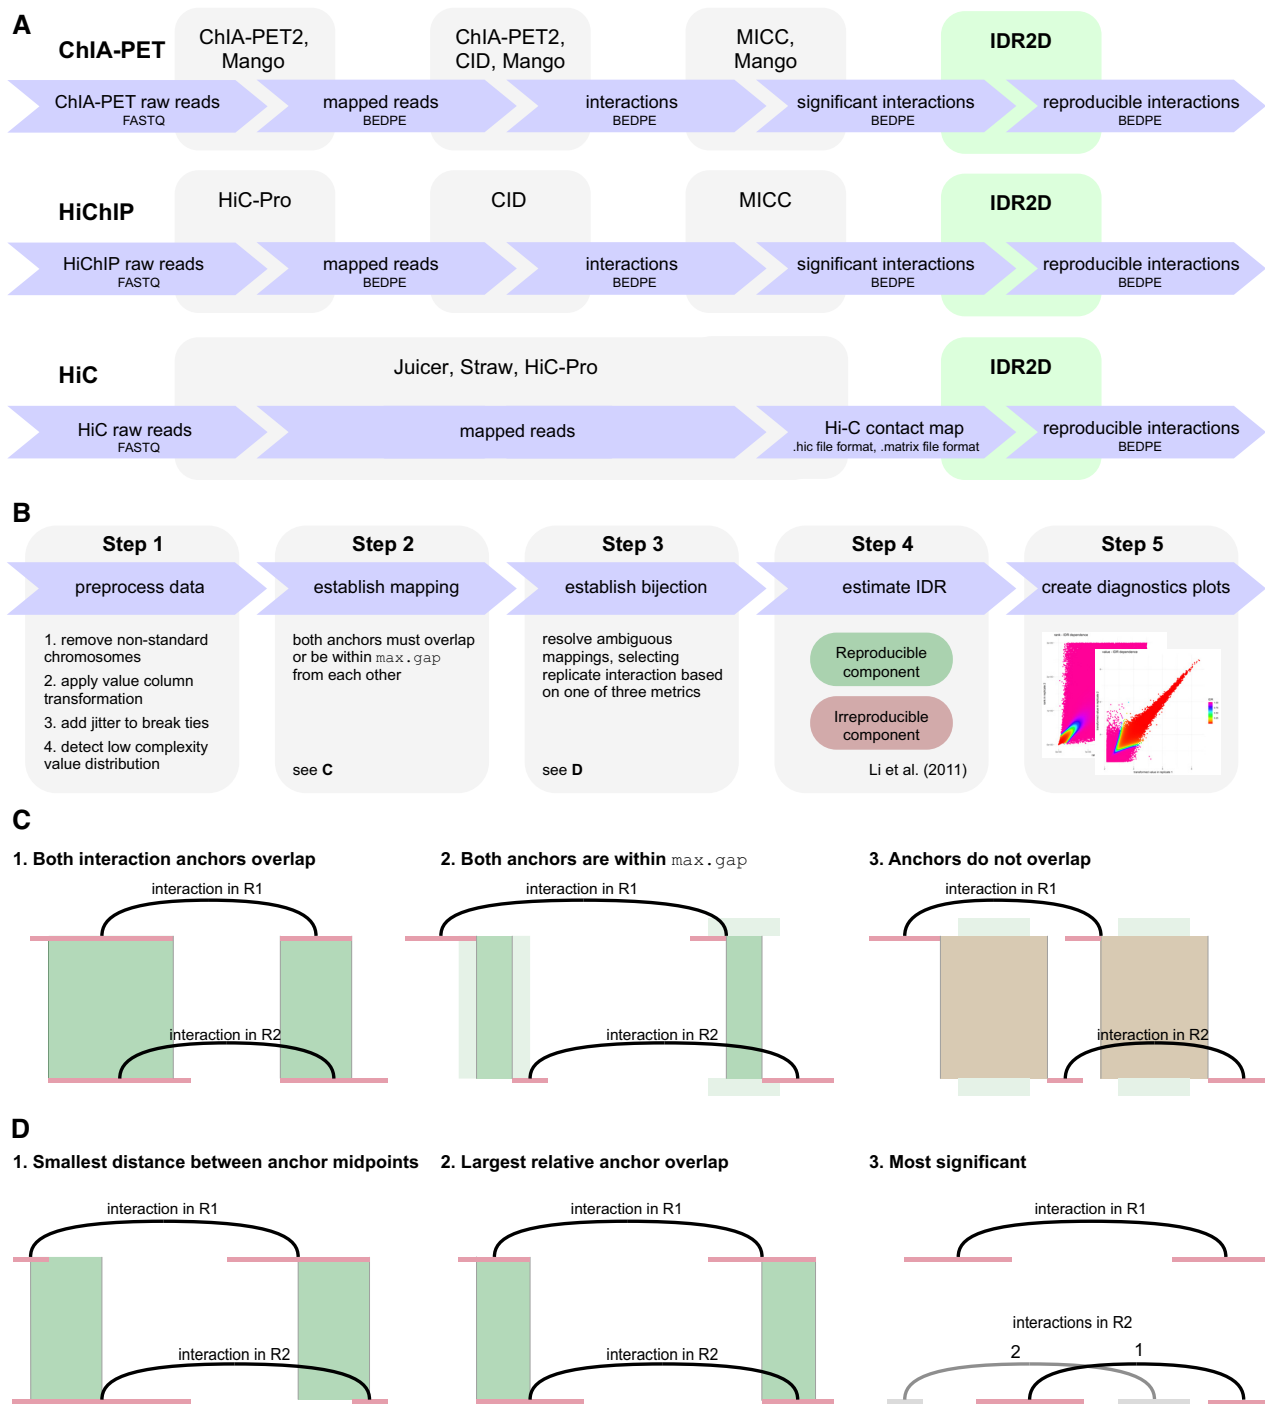 A
ChIA-PET
ChIA-PET2,
Mango
ChIA-PET2,
CID, Mango
MICC,
Mango
IDR2D
ChIA-PET raw reads
FASTQ
mapped reads
BEDPE
interactions
BEDPE
significant interactions
BEDPE
reproducible interactions
BEDPE
HiChIP
HiC-Pro
CID
MICC
IDR2D
HiChIP raw reads
FASTQ
mapped reads
BEDPE
interactions
BEDPE
significant interactions
BEDPE
reproducible interactions
BEDPE
HiC
Juicer, Straw, HiC-Pro
IDR2D
HiC raw reads
FASTQ
mapped reads
Hi-C contact map
.hic file format, .matrix file format
reproducible interactions
BEDPE
B
Step 1
preprocess data
1. remove non-standard
chromosomes
2. apply value column
transformation
3. add jitter to break ties
4. detect low complexity
value distribution
Step 2
establish mapping
both anchors must overlap
or be within max.gap
from each other
see C
Step 3
establish bijection
resolve ambiguous
mappings, selecting
replicate interaction based
on one of three metrics
see D
Step 4
estimate IDR
Reproducible
component
Irreproducible
component
Li et al. (2011)
Step 5
create diagnostics plots
C
1. Both interaction anchors overlap
interaction in R1
interaction in R2
2. Both anchors are within max.gap
interaction in R1
interaction in R2
3. Anchors do not overlap
interaction in R1
interaction in R2
D
1. Smallest distance between anchor midpoints
interaction in R1
interaction in R2
2. Largest relative anchor overlap
interaction in R1
interaction in R2
3. Most significant
interaction in R1
interactions in R2
2
1